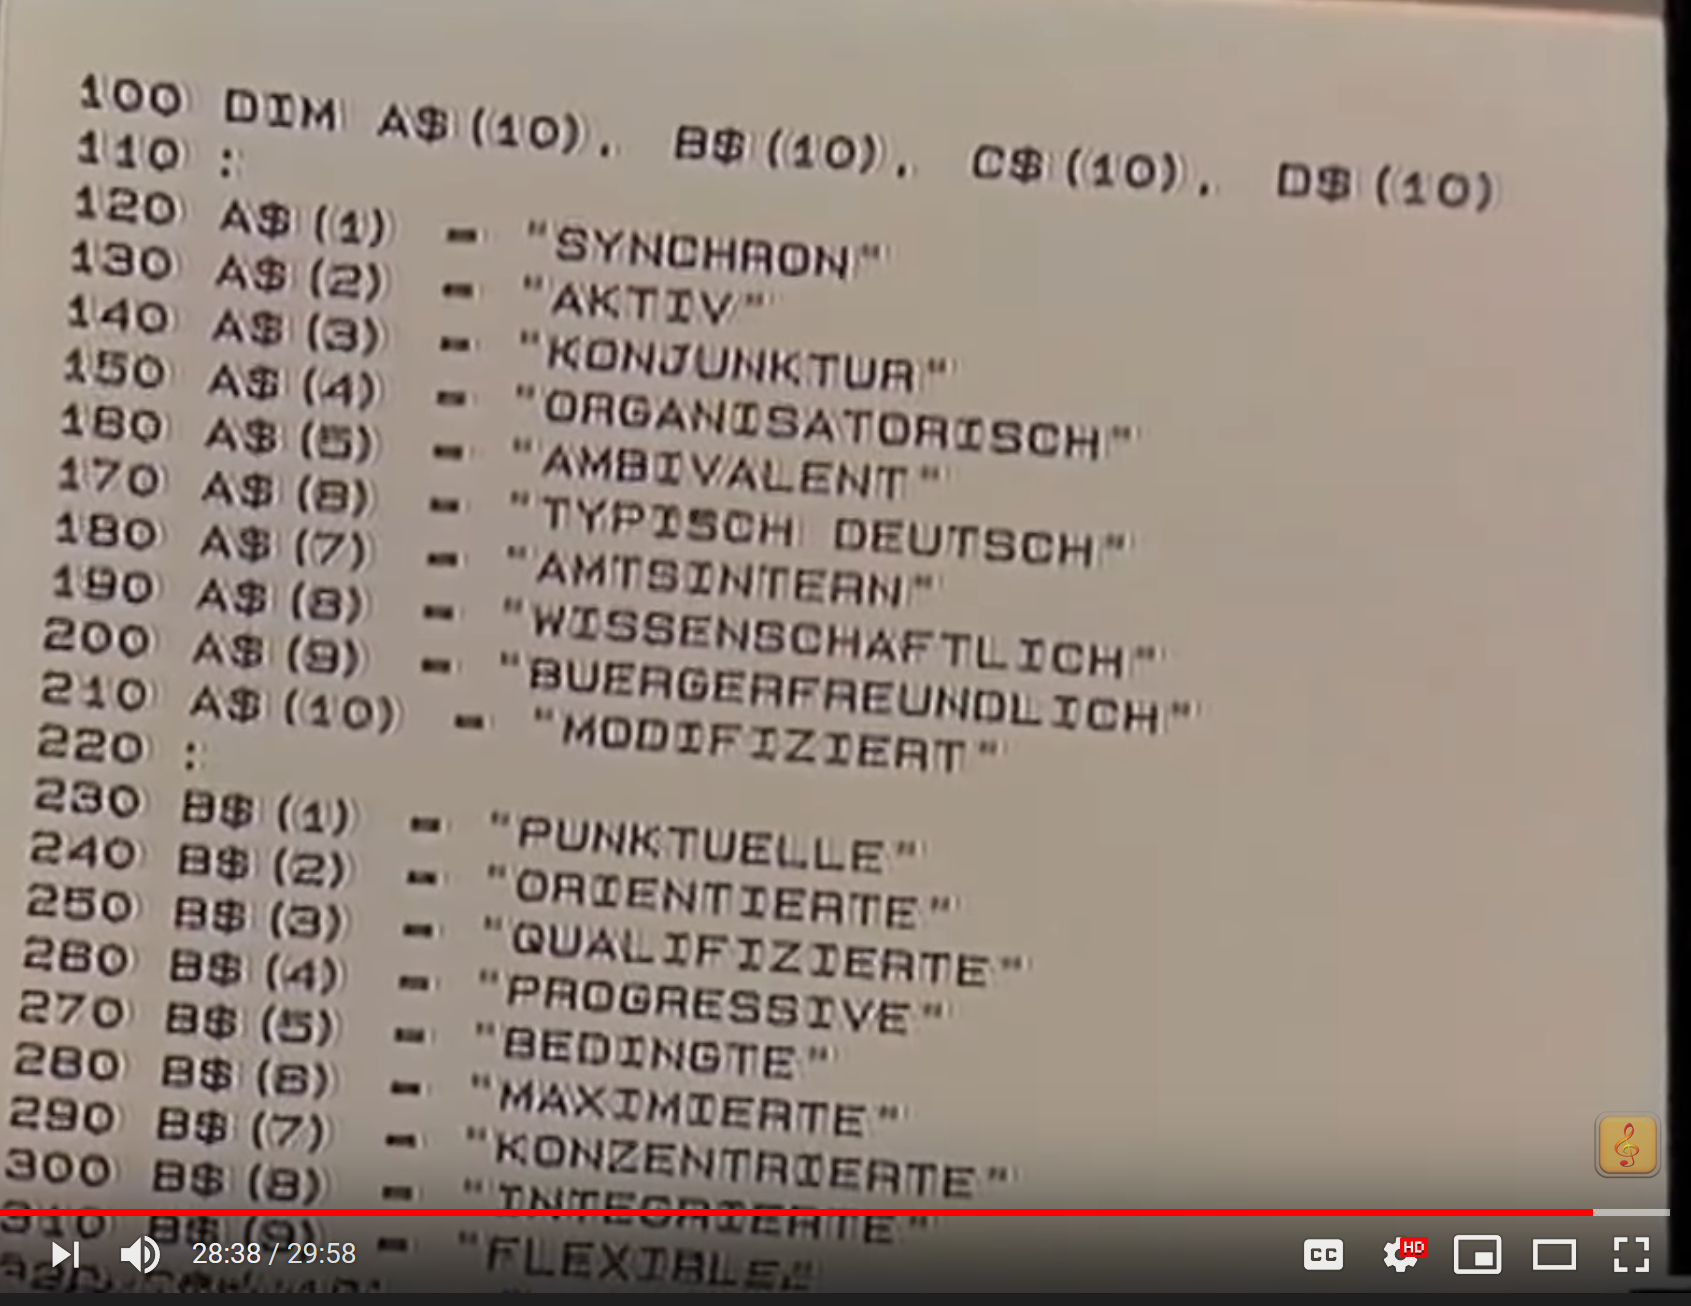 100 DIM A$(10), B$(10), C$(10), D$(10)
110 :
120 A$(1) = "SYNCHRON"
130 A$(2) = "AKTIV"
140 A$(3) = "KONJUNKTUR"
150 A$(4) = "ORGANISATORISCH"
160 A$(5) = "AMBIVALENT"
170 A$(6) = "TYPISCH DEUTSCH"
180 A$(7) = "AMTSINTERN"
190 A$(8) = "WISSENSCHAFTLICH"
200 A$(9) = "BUERGERFREUNDLICH"
210 A$(10) = "MODIFIZIERT"
220 :
230 B$(1) = "PUNKTUELLE"
240 B$(2) = "ORIENTIERTE"
250 B$(3) = "QUALIFIZIERTE"
260 B$(4) = "PROGRESSIVE"
270 B$(5) = "BEDINGTE"
280 B$(6) = "MAXIMIERTE"
290 B$(7) = "KONZENTRIERTE"
300 B$(8) = "INTEGRIERTE"
310 B$(9) = "FLEXIBLE"
28:38 / 29:58
CC
HD